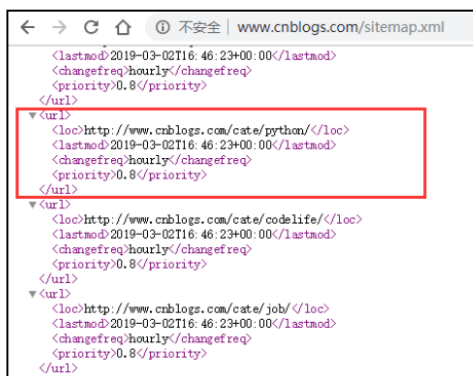 不安全 | www.cnblogs.com/sitemap.xml
<lastmod>2019-03-02T16:46:23+00:00</lastmod>
<changefreq>hourly</changefreq>
<priority>0.8</priority>
</url>
▼<url>
<loc>http://www.cnblogs.com/cate/python/</loc>
<lastmod>2019-03-02T16:46:23+00:00</lastmod>
<changefreq>hourly</changefreq>
<priority>0.8</priority>
</url>
▼<url>
<loc>http://www.cnblogs.com/cate/codelife/</loc>
<lastmod>2019-03-02T16:46:23+00:00</lastmod>
<changefreq>hourly</changefreq>
<priority>0.8</priority>
</url>
▼<url>
<loc>http://www.cnblogs.com/cate/job/</loc>
<lastmod>2019-03-02T16:46:23+00:00</lastmod>
<changefreq>hourly</changefreq>
<priority>0.8</priority>
</url>